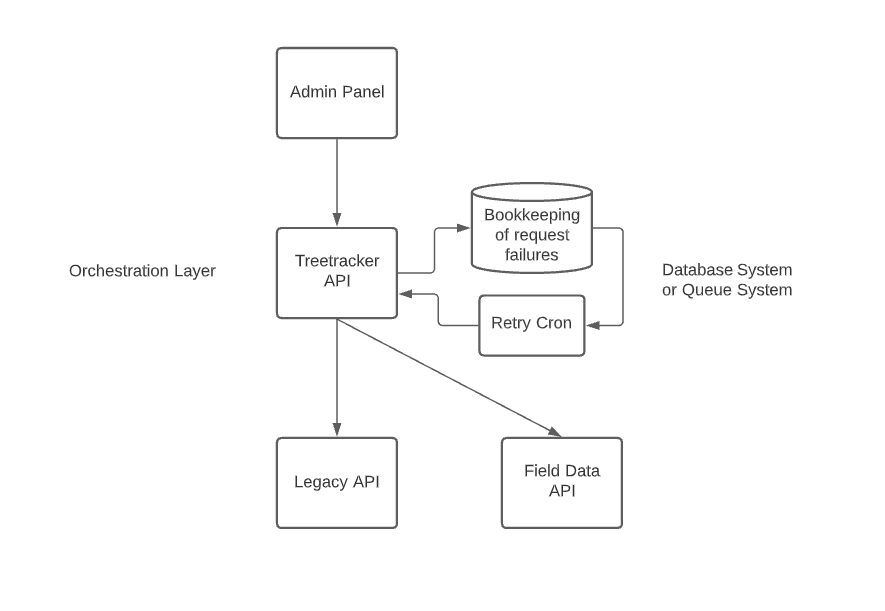 Admin Panel
Bookkeeping
of request
failures
Orchestration Layer
Treetracker
API
Database System
or Queue System
Retry Cron
Legacy API
Field Data
API